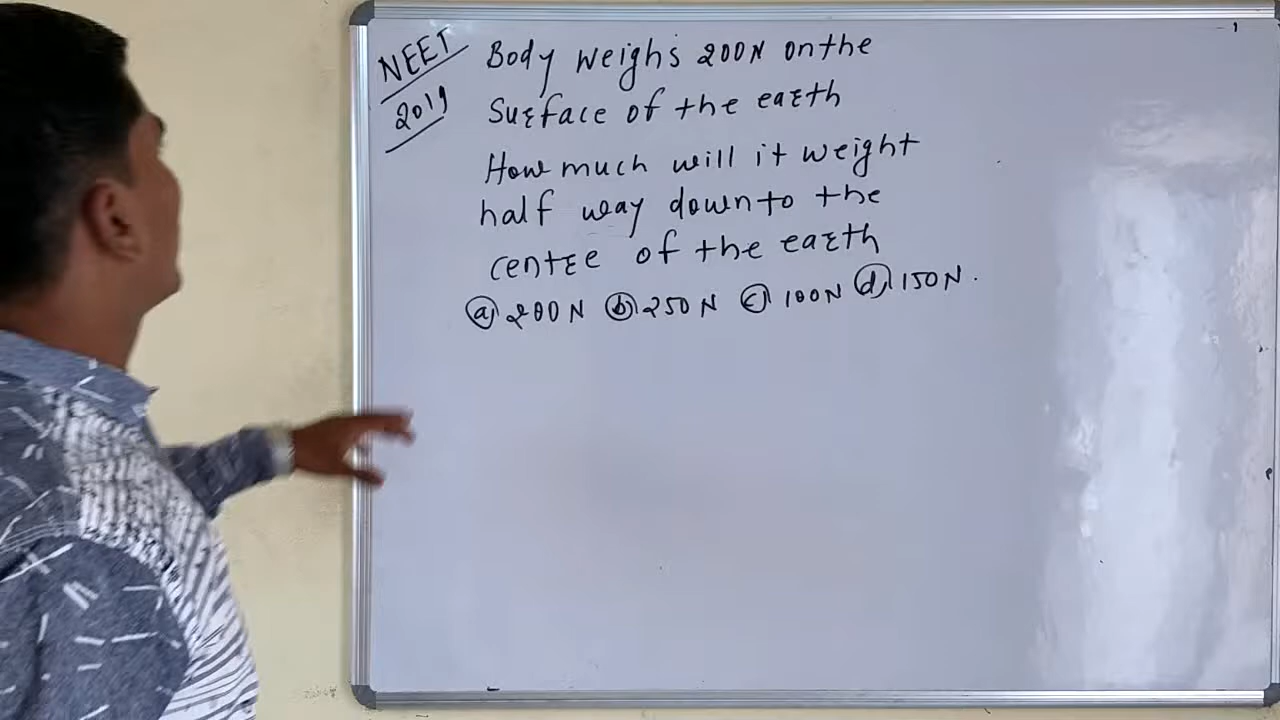 NEET
2019
Body weighs 200N on the
Surface of the earth
How much will it weight
half way down to the
centre of the earth
(a) 200N (b) 250N (c) 100N (d) 150N.